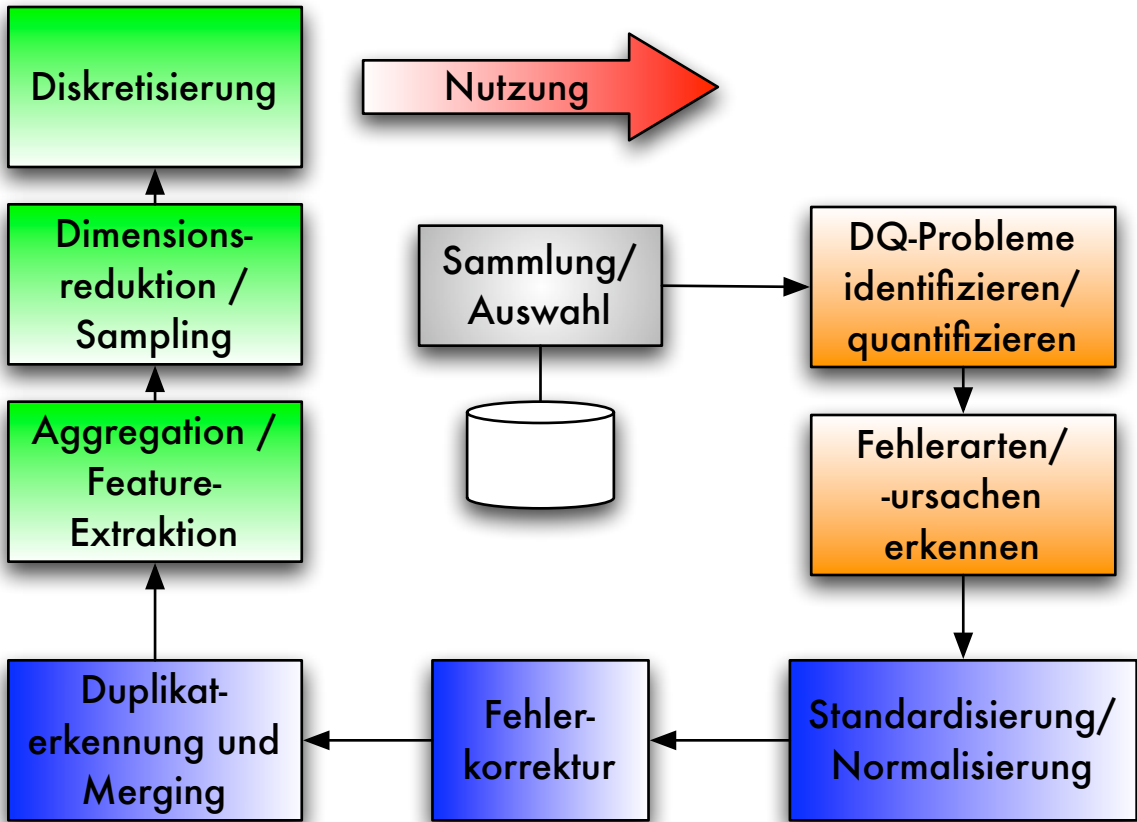 Diskretisierung
Nutzung
Dimensions-
reduktion /
Sampling
Sammlung/
Auswahl
DQ-Probleme
identifizieren/
quantifizieren
Aggregation /
Feature-
Extraktion
Fehlerarten/
-ursachen
erkennen
Duplikat-
erkennung und
Merging
Fehler-
korrektur
Standardisierung/
Normalisierung